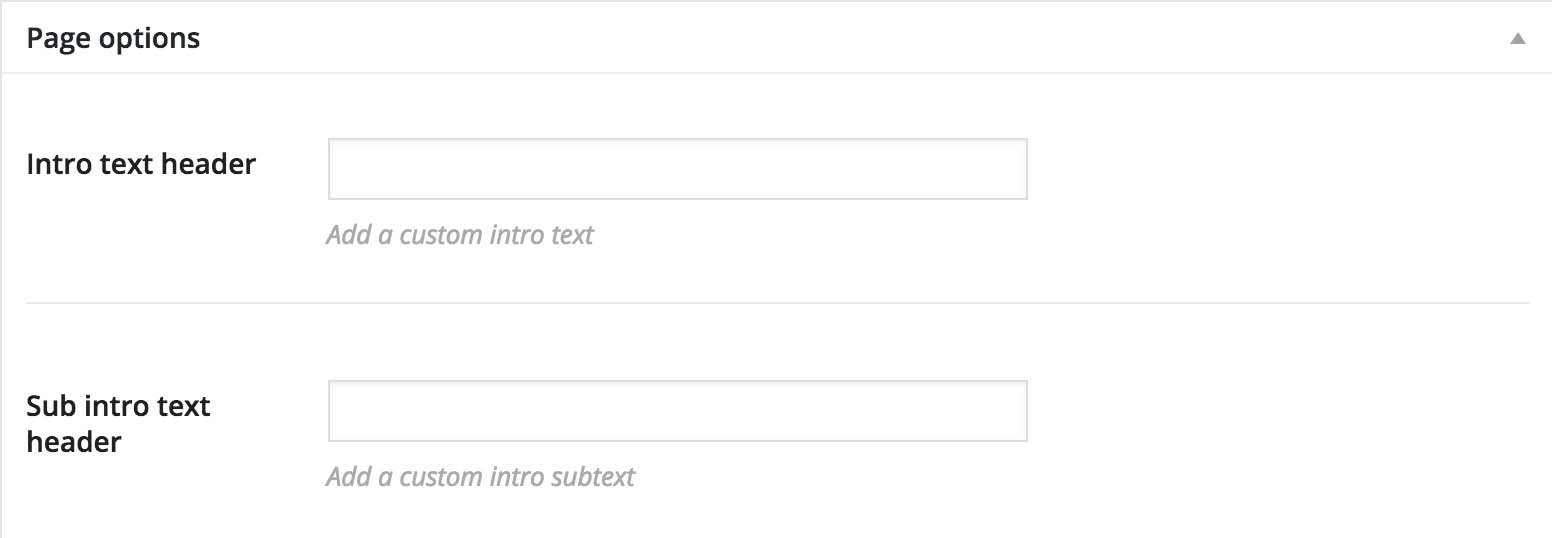 Page options
Intro text header
Add a custom intro text
Sub intro text
header
Add a custom intro subtext